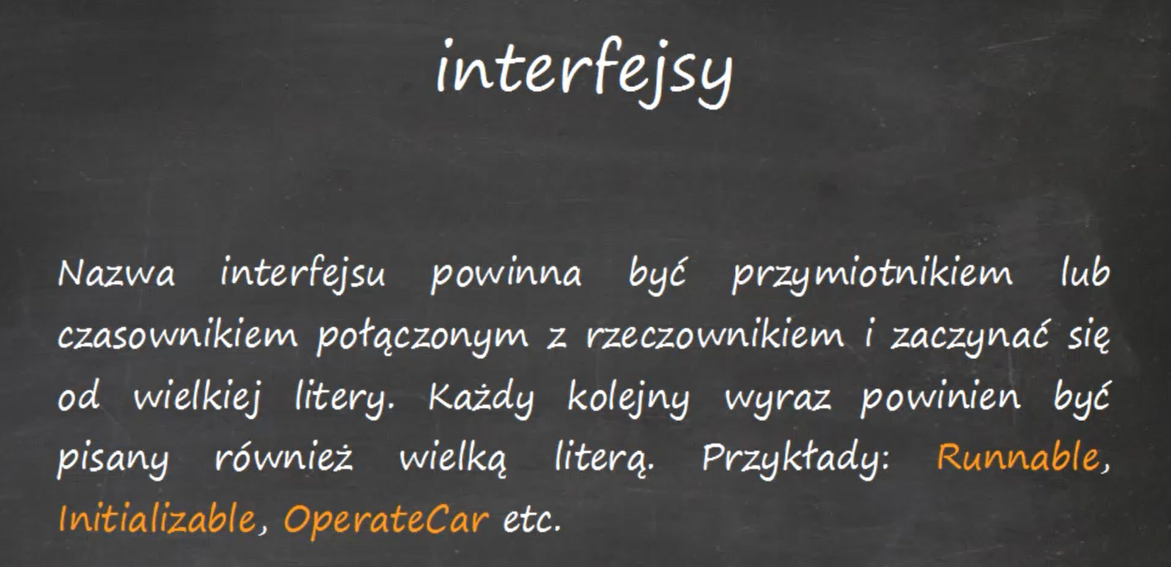 interfejsy
Nazwa interfejsu powinna być przymiotnikiem lub
czasownikiem połączonym z rzeczownikiem i zaczynać się
od wielkiej litery. Każdy kolejny wyraz powinien być
pisany również wielką literą. Przykłady: Runnable,
Initializable, OperateCar etc.